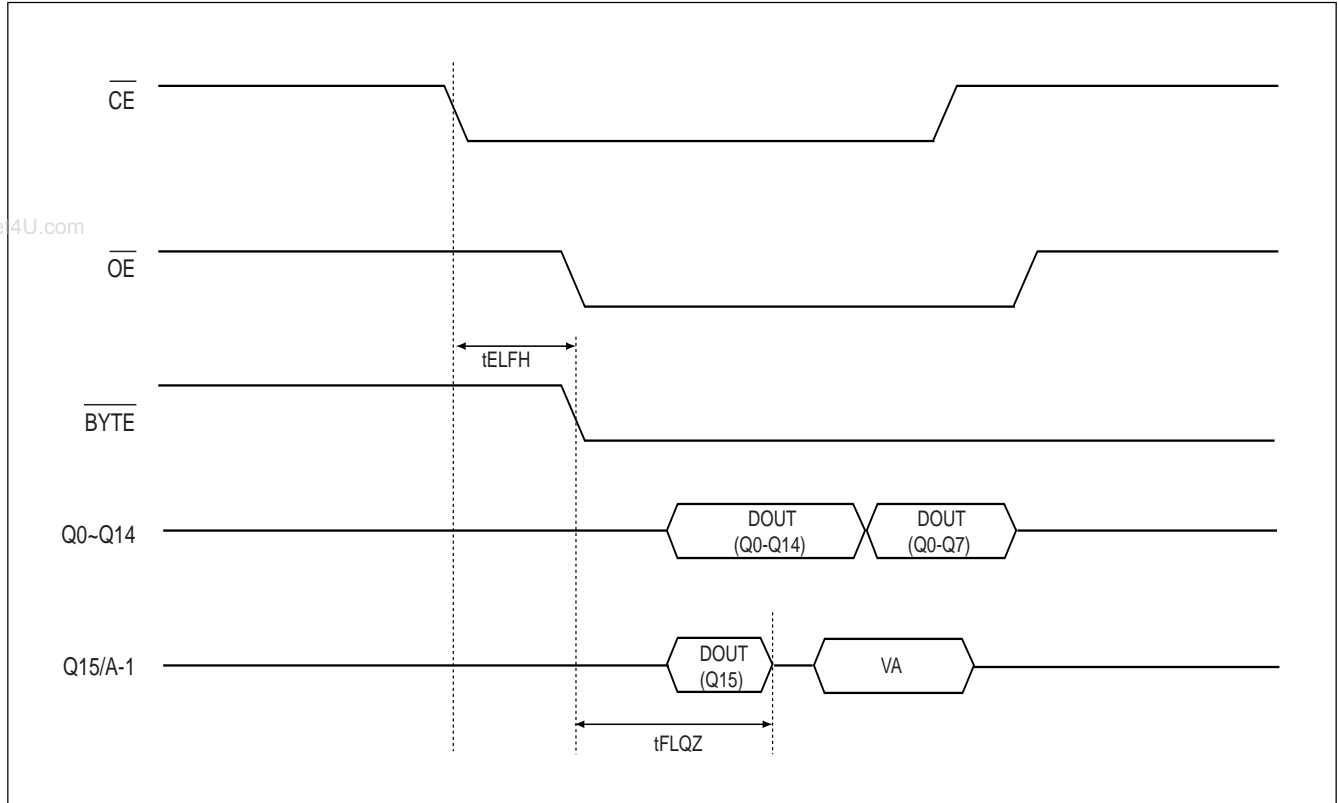 CE
et4U.com
OE
tELFH
BYTE
Q0~Q14
DOUT
(Q0-Q14)
DOUT
(Q0-Q7)
Q15/A-1
DOUT
(Q15)
VA
tFLQZ